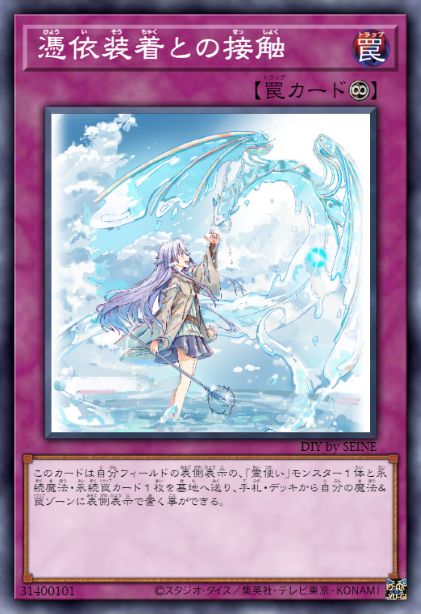 憑依装着との接触
罠
トラップ
【罠カード】
DIY by SEINE
このカードは自分フィールドの表側表示の、「霊使い」モンスター１体と永
続魔法・永続罠カード１枚を墓地へ送り、手札・デッキから自分の魔法&
罠ゾーンに表側表示で置く事ができる。
31400101
©スタジオ・ダイス／集英社・テレビ東京・KONAMI